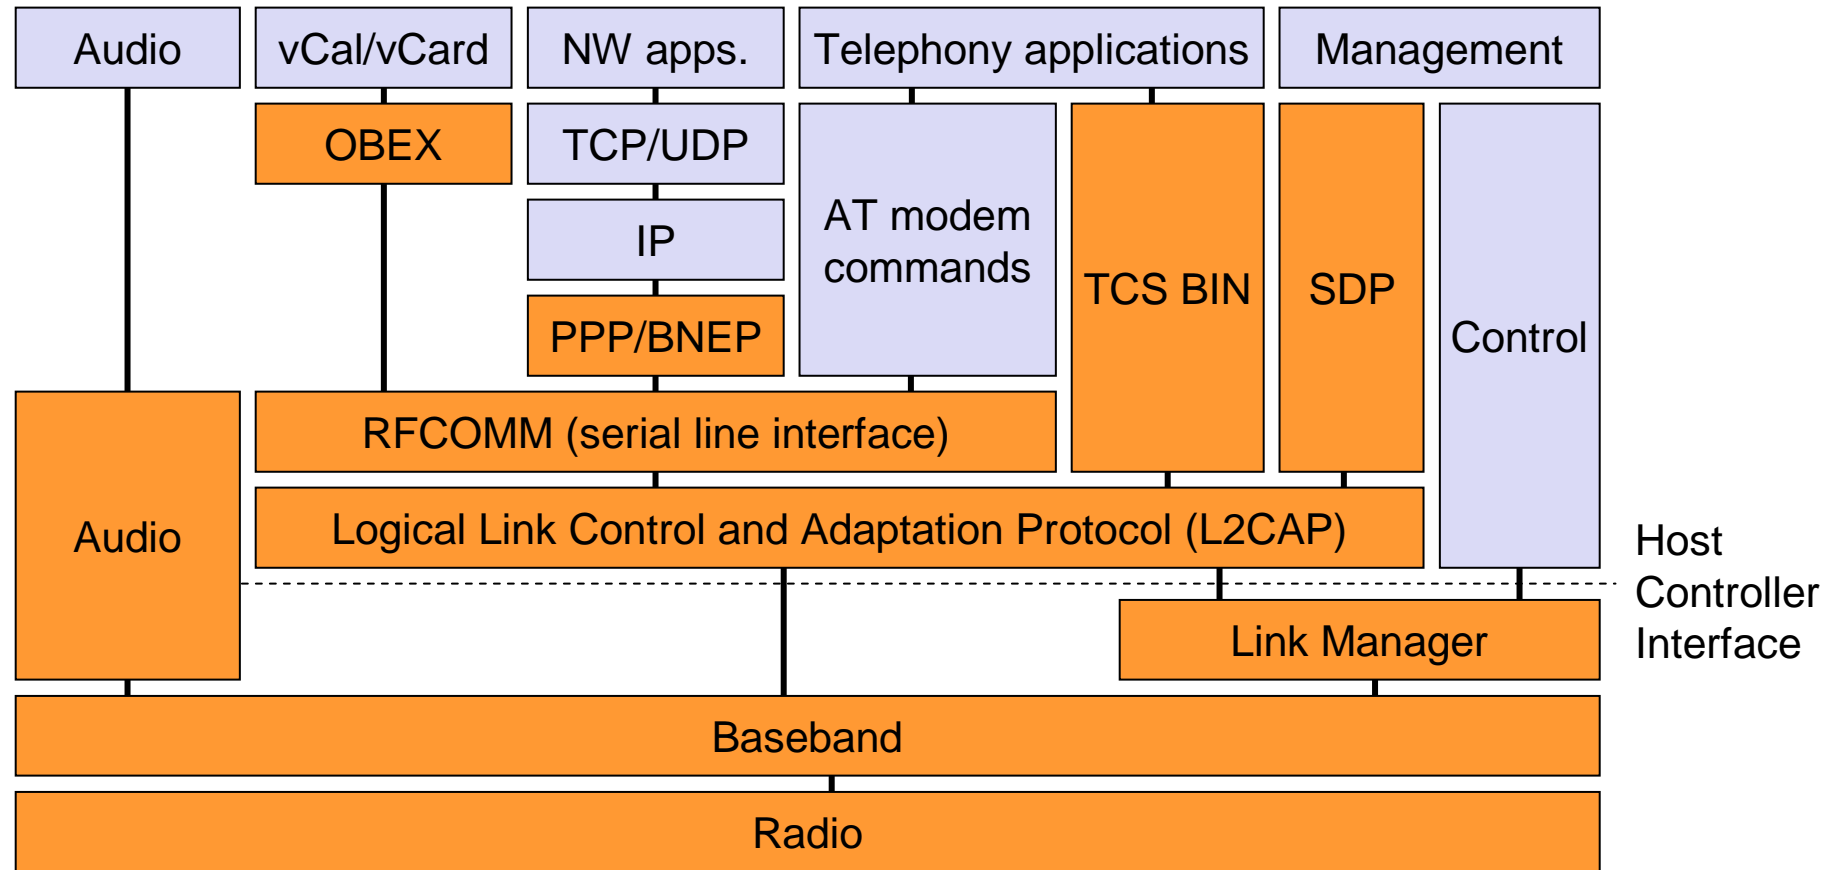 Audio
vCal/vCard
NW apps.
Telephony applications
Management
OBEX
TCP/UDP
AT modem
commands
TCS BIN
SDP
Control
IP
PPP/BNEP
RFCOMM (serial line interface)
Audio
Logical Link Control and Adaptation Protocol (L2CAP)
Host
Controller
Interface
Link Manager
Baseband
Radio